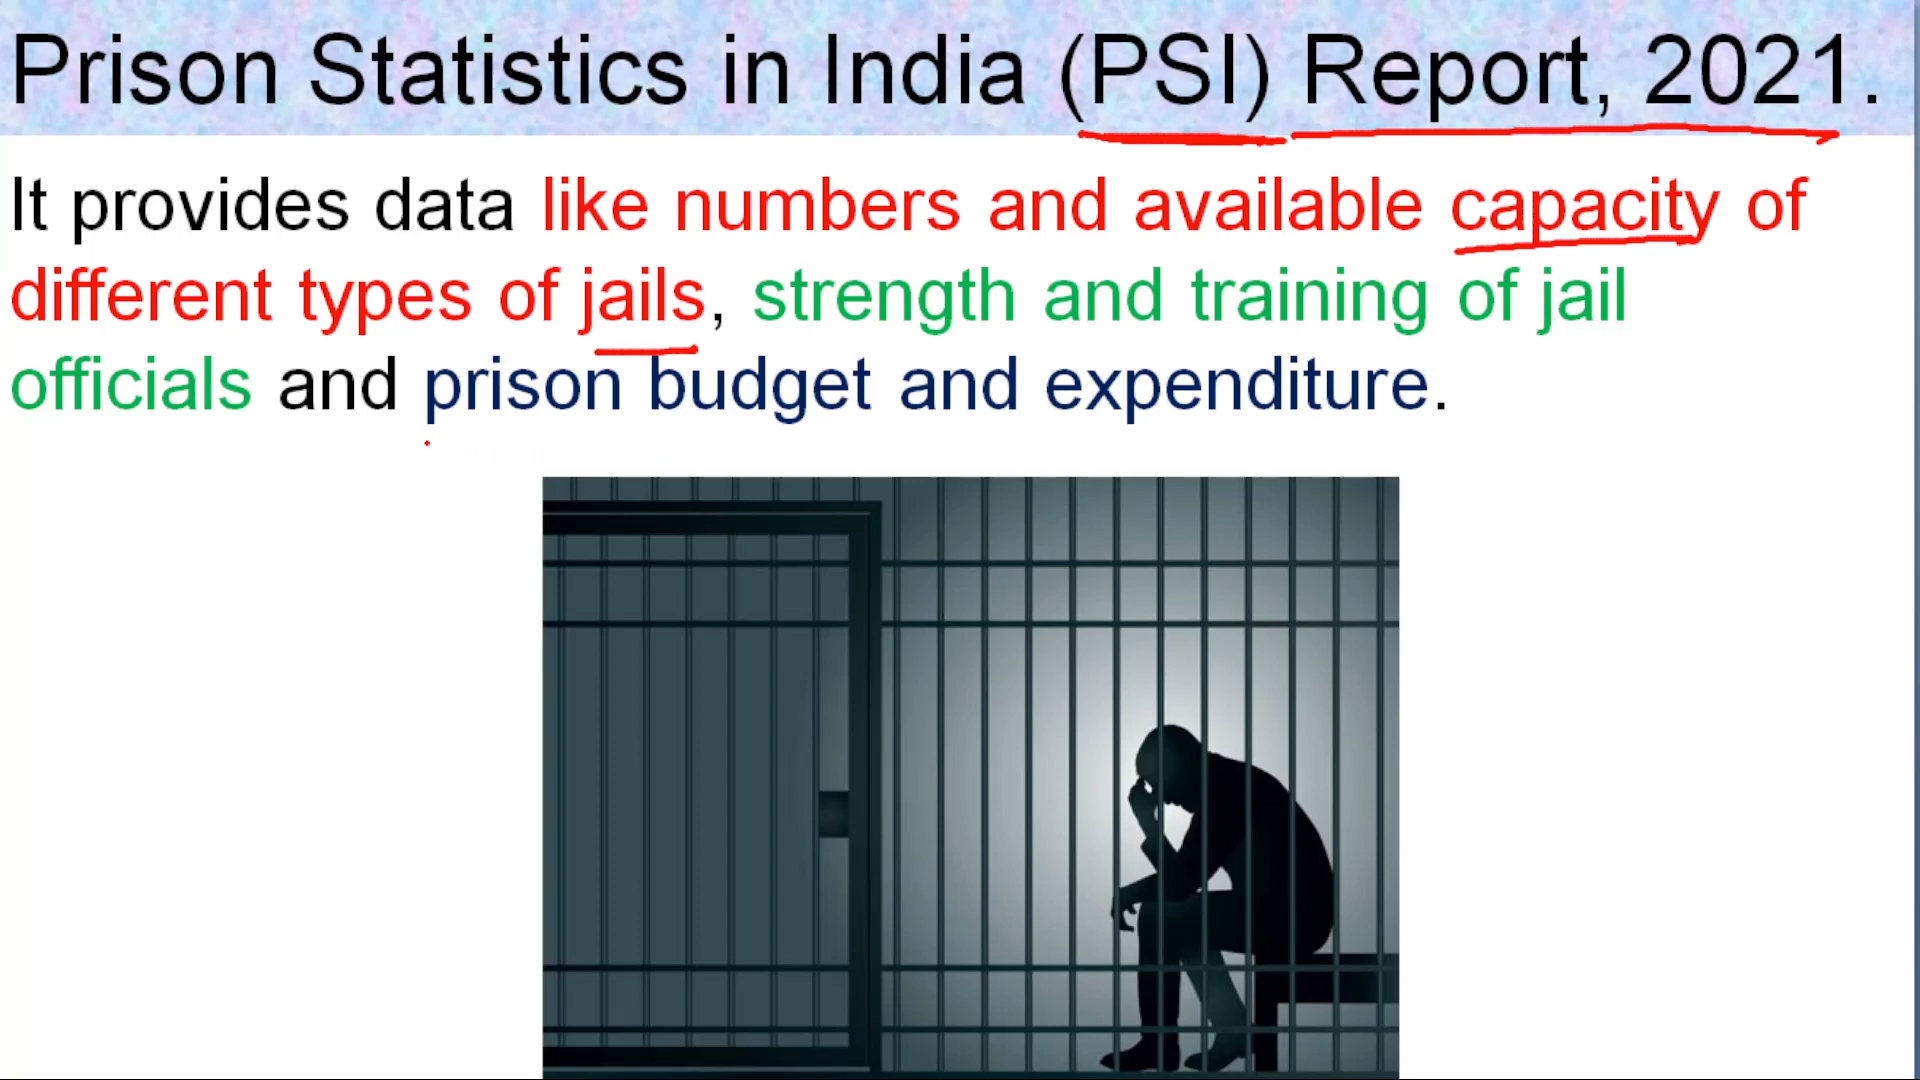 Prison Statistics in India (PSI) Report, 2021.
It provides data like numbers and available capacity of
different types of jails, strength and training of jail
officials and prison budget and expenditure.